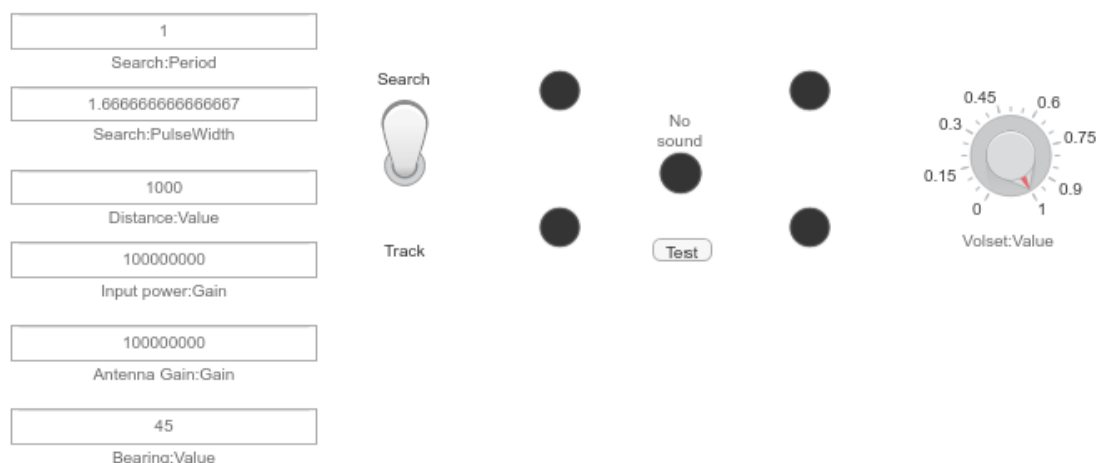 1
Search:Period
1.666666666666667
Search:PulseWidth
1000
Distance:Value
100000000
Input power:Gain
100000000
Antenna Gain:Gain
45
Bearing:Value
Search
Track
No
sound
Test
0.45
0.6
0.3
0.75
0.15
0.9
0
1
Volset:Value